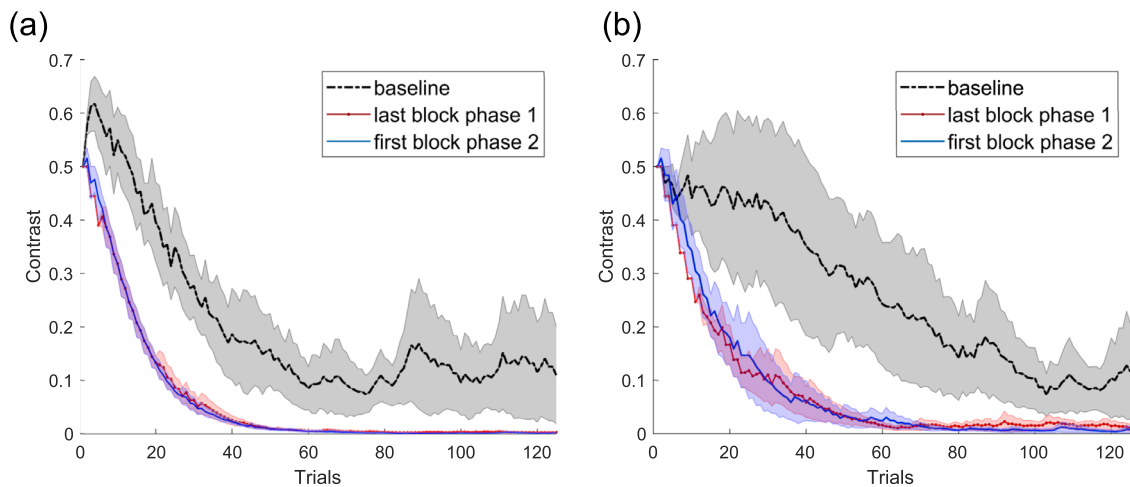 (a)
(b)
0.7
0.6
0.5
0.4
0.3
0.2
0.1
0
Contrast
baseline
last block phase 1
first block phase 2
0 20 40 60 80 100 120
Trials
0.7
0.6
0.5
0.4
0.3
0.2
0.1
0
Contrast
baseline
last block phase 1
first block phase 2
0 20 40 60 80 100 120
Trials